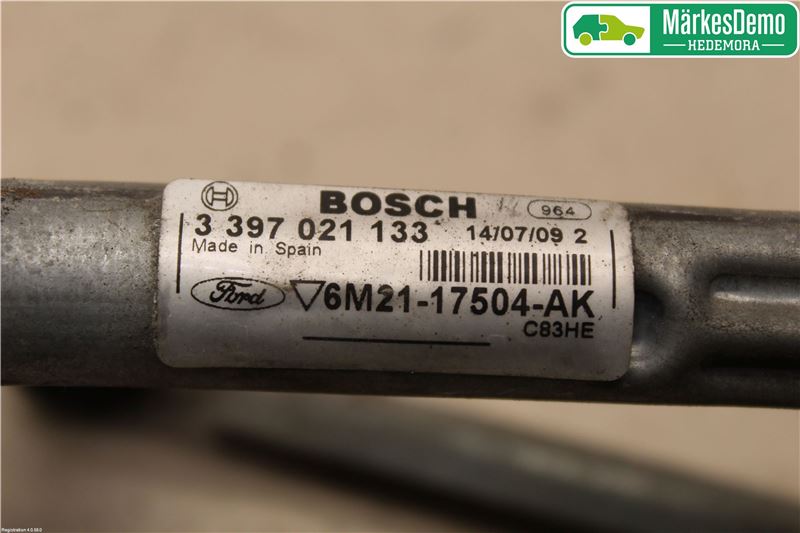 MärkesDemo
HEDEMORA
BOSCH
964
3 397 021 133 14/07/09 2
Made in Spain
Ford 6M21-17504-AK
C83HE